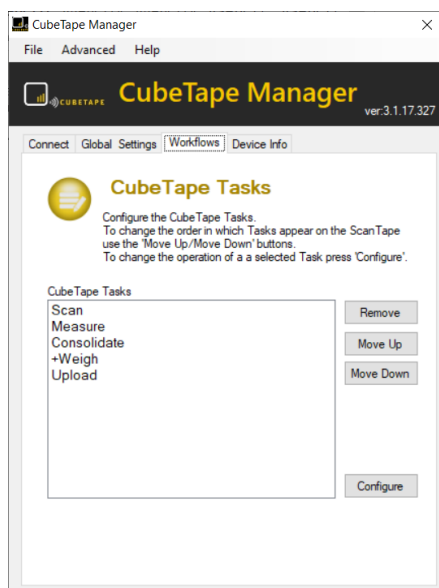 CubeTape Manager
File Advanced Help
CUBETAPE CubeTape Manager
ver:3.1.17.327
Connect Global Settings Workflows Device Info
CubeTape Tasks
Configure the CubeTape Tasks.
To change the order in which Tasks appear on the ScanTape
use the 'Move Up/Move Down' buttons.
To change the operation of a a selected Task press 'Configure'.
CubeTape Tasks
Scan
Measure
Consolidate
+Weigh
Upload
Remove
Move Up
Move Down
Configure